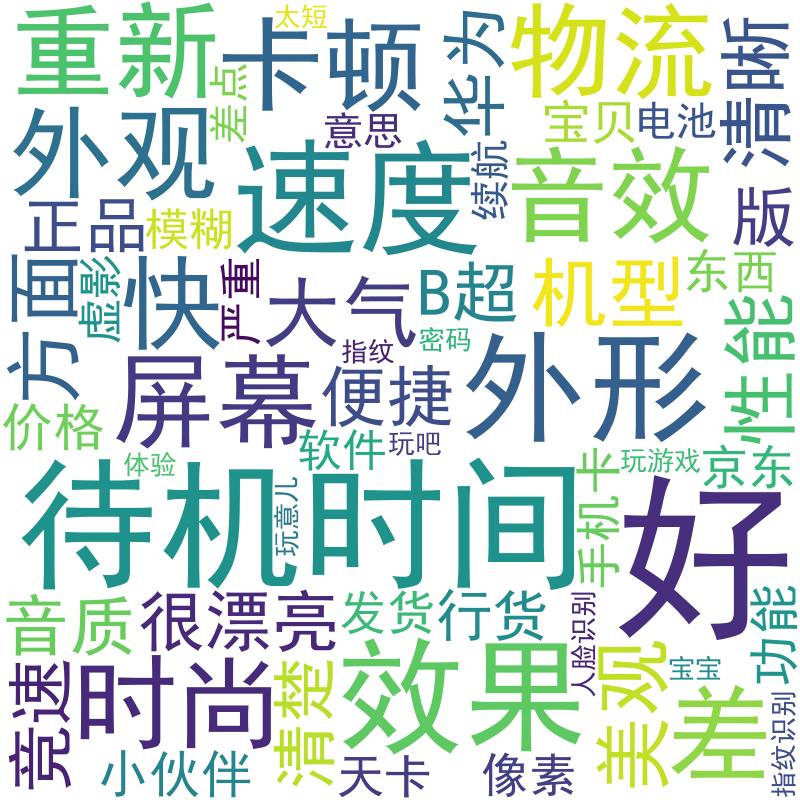 重新
太短
卡顿
华为
物流
清晰
差点
外观
意思
宝贝
电池
速度
续航
音效
版
正品
模糊
方面
虚影
快
严重
大气
B超
机型
东西
性能
指纹
密码
屏幕
便捷
外形
价格
软件
玩吧
体验
待机时间
玩意儿
手机卡
玩游戏
京东
好
音质
很漂亮
发货
行货
人脸识别
功能
竞速
时尚
清楚
效果
美观
宝宝
差
指纹识别
小伙伴
天卡
像素